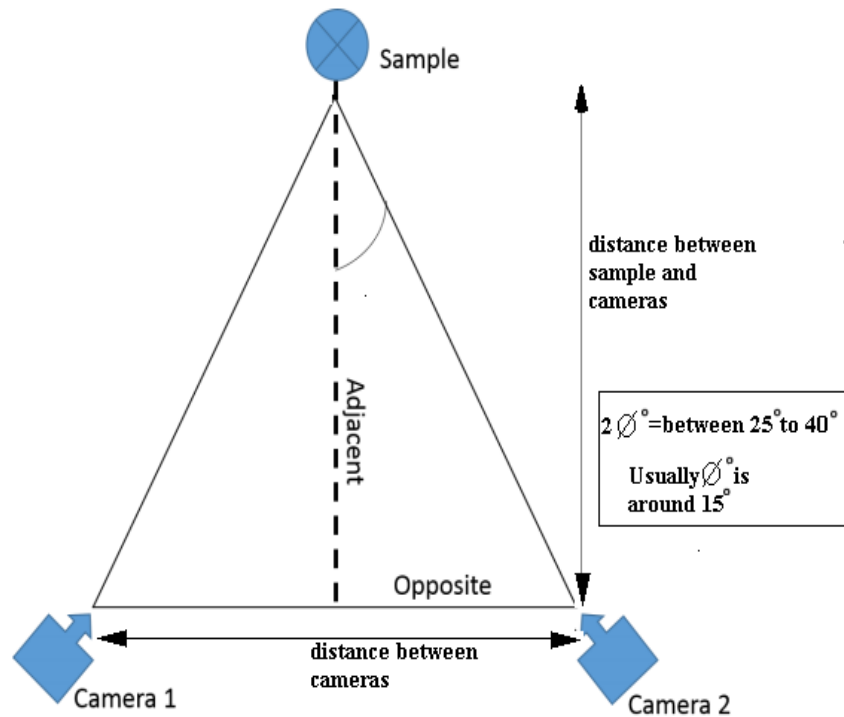 Sample
distance between
sample and
cameras
Adjacent
2∅°=between 25°to 40°
Usually∅°is
around 15°
Opposite
distance between
cameras
Camera 1
Camera 2